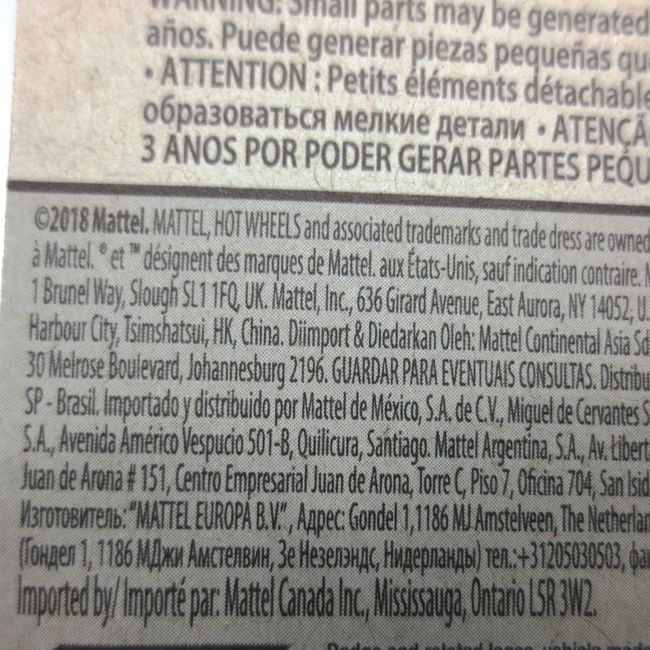 WARNING: Small parts may be generated
años. Puede generar piezas pequeñas qu
• ATTENTION : Petits éléments détachable
образоваться мелкие детали • ATENÇÃ
3 ANOS POR PODER GERAR PARTES PEQU
©2018 Mattel. MATTEL, HOT WHEELS and associated trademarks and trade dress are owned
à Mattel. ® et ™ désignent des marques de Mattel. aux États-Unis, sauf indication contraire. M
1 Brunel Way, Slough SL1 1FQ, UK. Mattel, Inc., 636 Girard Avenue, East Aurora, NY 14052, U.
Harbour City, Tsimshatsui, HK, China. Diimport & Diedarkan Oleh: Mattel Continental Asia Sd
30 Melrose Boulevard, Johannesburg 2196. GUARDAR PARA EVENTUAIS CONSULTAS. Distribu
SP - Brasil. Importado y distribuido por Mattel de México, S.A. de C.V., Miguel de Cervantes S
S.A., Avenida Américo Vespucio 501-B, Quilicura, Santiago. Mattel Argentina, S.A., Av. Libert
Juan de Arona # 151, Centro Empresarial Juan de Arona, Torre C, Piso 7, Oficina 704, San Isid
Изготовитель: "MATTEL EUROPA B.V.", Адрес: Gondel 1, 1186 MJ Amstelveen, The Netherlan
(Гондел 1, 1186 МДжи Амстелвин, Зе Незелэндс, Нидерланды) тел.:+31205030503, фак
Imported by/ Importé par: Mattel Canada Inc., Mississauga, Ontario L5R 3W2.
Dodge and related logos, vehicle mode